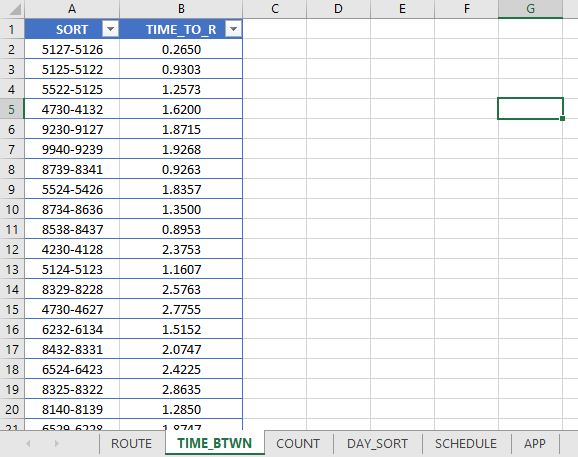 A B C D E F G
1 SORT TIME_TO_R
2 5127-5126 0.2650
3 5125-5122 0.9303
4 5522-5125 1.2573
5 4730-4132 1.6200
6 9230-9127 1.8715
7 9940-9239 1.9268
8 8739-8341 0.9263
9 5524-5426 1.8357
10 8734-8636 1.3500
11 8538-8437 0.8953
12 4230-4128 2.3753
13 5124-5123 1.1607
14 8329-8228 2.5763
15 4730-4627 2.7755
16 6232-6134 1.5152
17 8432-8331 2.0747
18 6524-6423 2.4225
19 8325-8322 2.8635
20 8140-8139 1.2850
21 6529-6228 1.8747
ROUTE TIME_BTWN COUNT DAY_SORT SCHEDULE APP